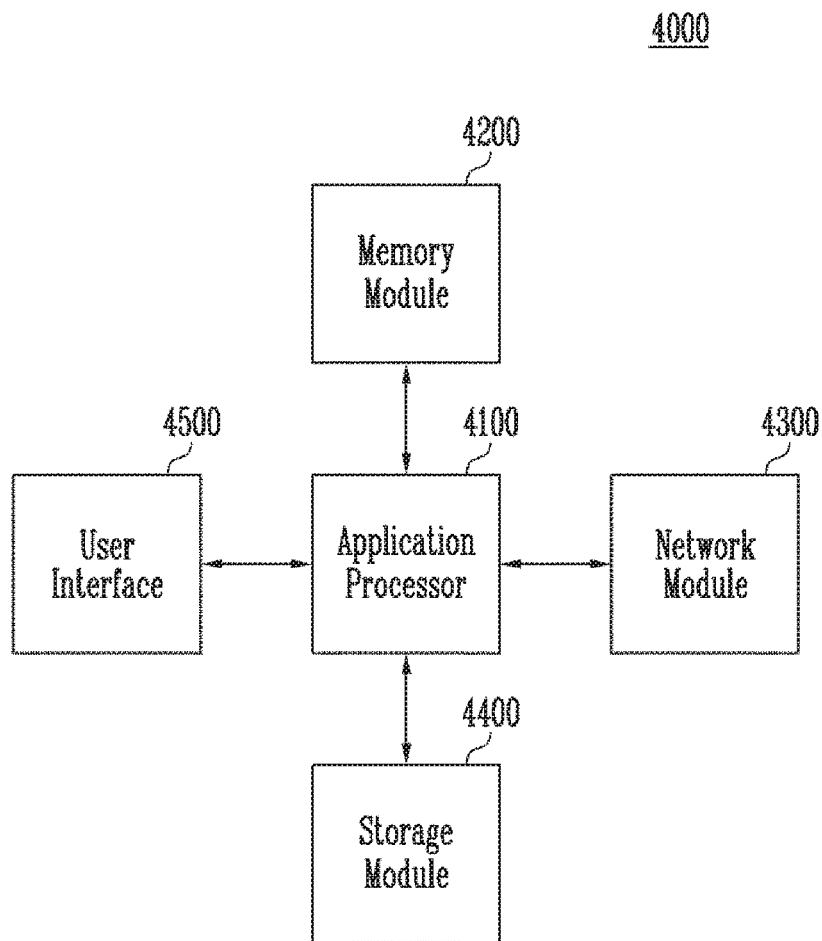 4000
4200
Memory
Module
4500
4100
4300
User
Interface
Application
Processor
Network
Module
4400
Storage
Module